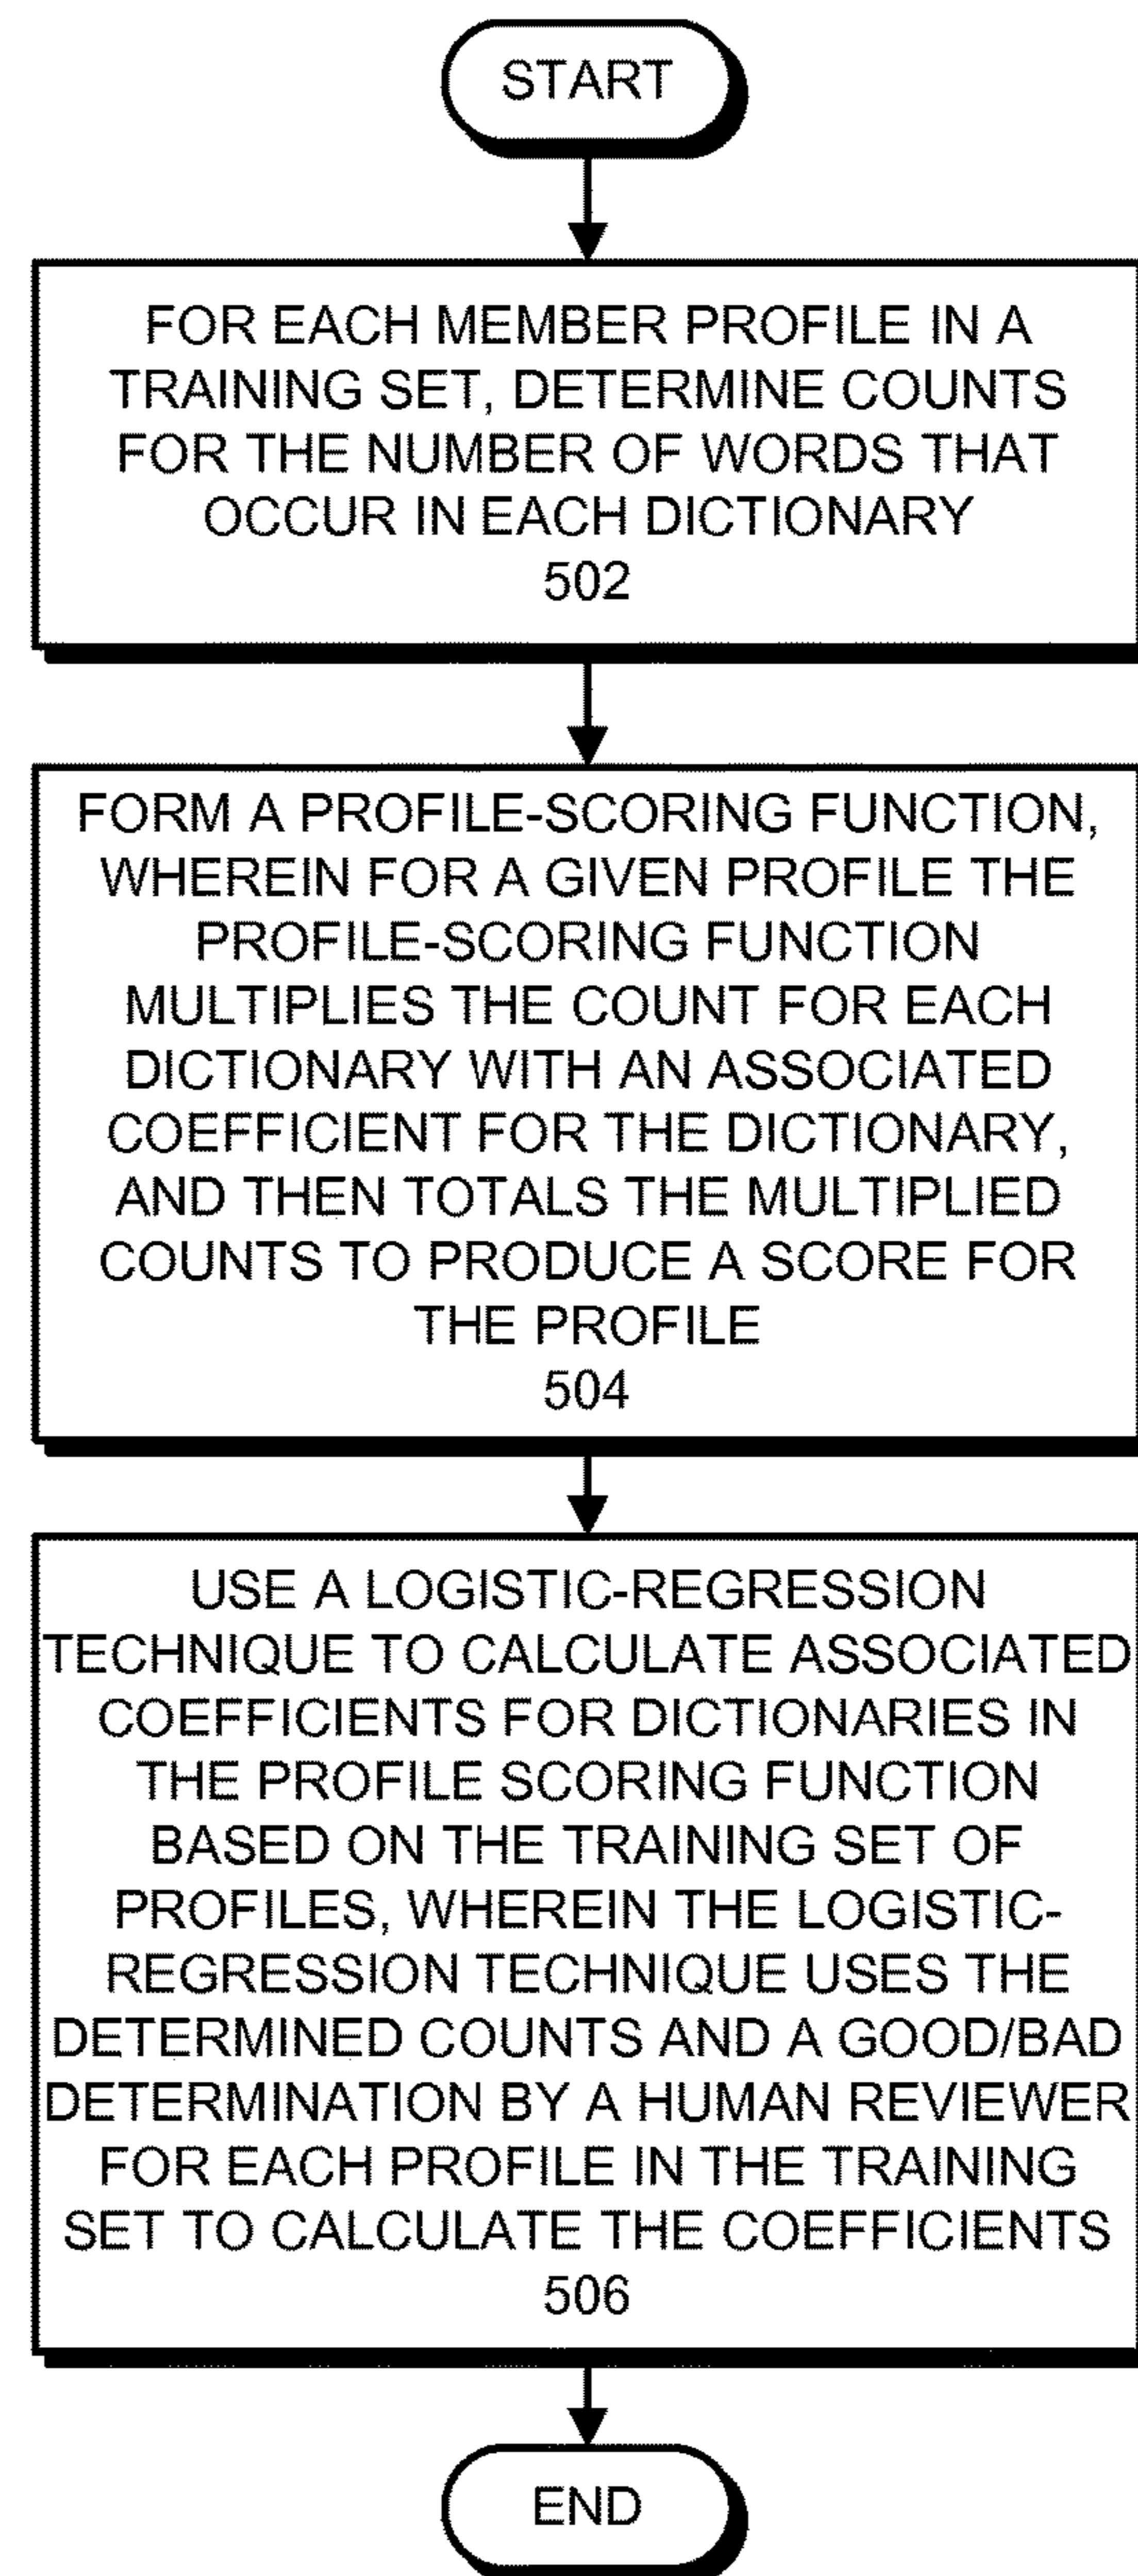 START
FOR EACH MEMBER PROFILE IN A
TRAINING SET, DETERMINE COUNTS
FOR THE NUMBER OF WORDS THAT
OCCUR IN EACH DICTIONARY
502
FORM A PROFILE-SCORING FUNCTION,
WHEREIN FOR A GIVEN PROFILE THE
PROFILE-SCORING FUNCTION
MULTIPLIES THE COUNT FOR EACH
DICTIONARY WITH AN ASSOCIATED
COEFFICIENT FOR THE DICTIONARY,
AND THEN TOTALS THE MULTIPLIED
COUNTS TO PRODUCE A SCORE FOR
THE PROFILE
504
USE A LOGISTIC-REGRESSION
TECHNIQUE TO CALCULATE ASSOCIATED
COEFFICIENTS FOR DICTIONARIES IN
THE PROFILE SCORING FUNCTION
BASED ON THE TRAINING SET OF
PROFILES, WHEREIN THE LOGISTIC-
REGRESSION TECHNIQUE USES THE
DETERMINED COUNTS AND A GOOD/BAD
DETERMINATION BY A HUMAN REVIEWER
FOR EACH PROFILE IN THE TRAINING
SET TO CALCULATE THE COEFFICIENTS
506
END